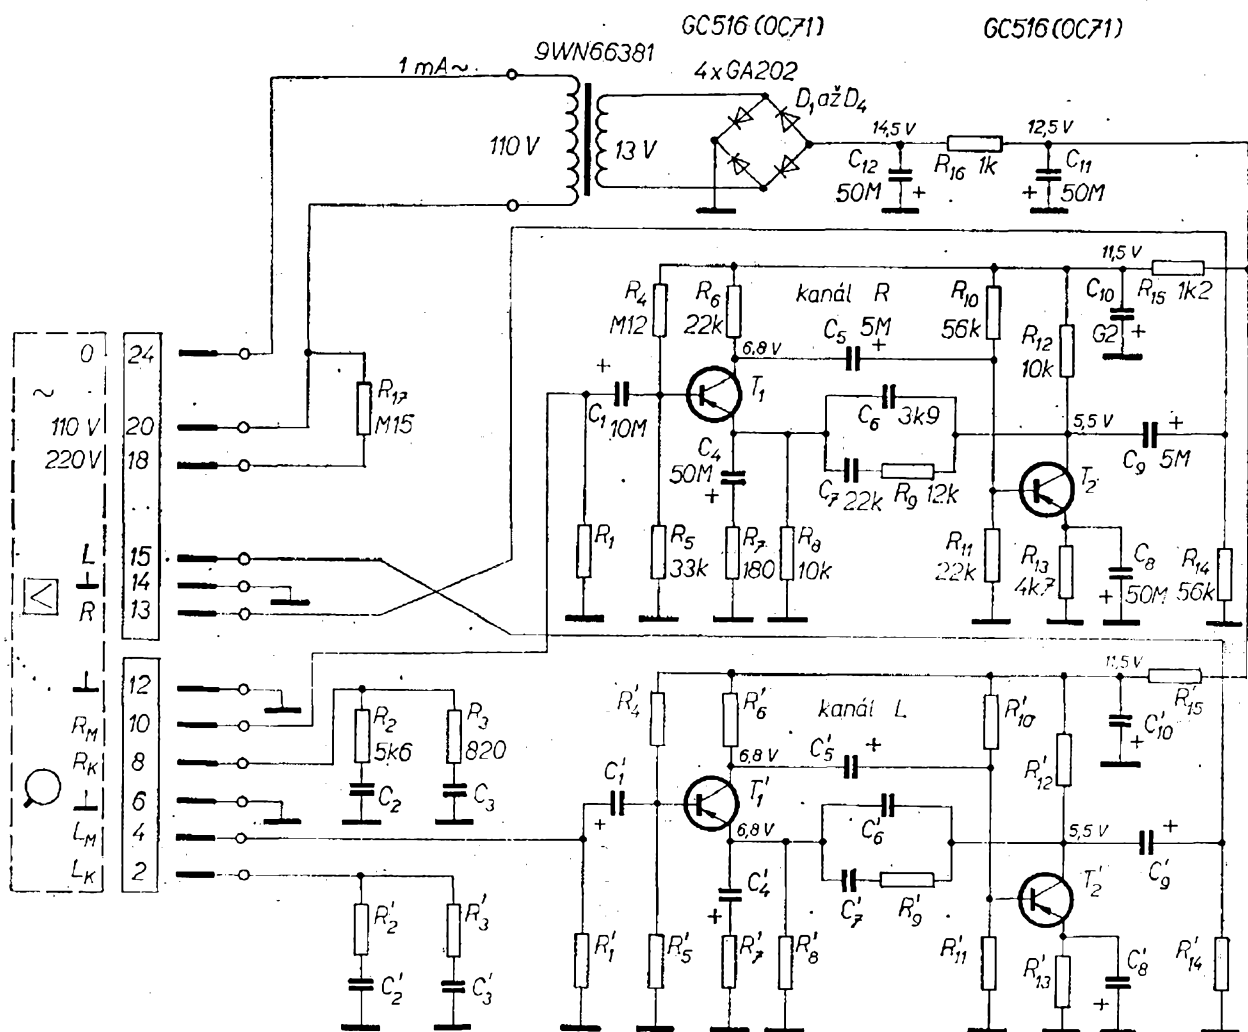 GC516 (OC71)
GC516 (OC71)
9WN66381
1 mA~
4xGA202
D1 až D4
110 V
13 V
14,5 V
12,5 V
C12
50M
R16
1k
C11
50M
11,5 V
R4
M12
R6
22k
kanál R
R10
56k
C10
G2
R15
1k2
C5
5M
R12
10k
6,8 V
0
24
~
110 V
20
220V
18
R17
M15
C1
10M
T1
C6
3k9
5,5 V
C9
5M
C4
50M
C7
22k
R9
12k
T2
L
15
⊥
14
R
13
R1
R5
33k
R7
180
R8
10k
R11
22k
R13
4k7
C8
50M
R14
56k
⊥
12
RM
10
RK
8
⊥
6
LM
4
LK
2
R2
5k6
R3
820
C2
C3
11,5 V
R'4
R'6
kanál L
R'10
C'10
R'15
C'5
R'12
6,8 V
C'1
T'1
C'6
6,8 V
5,5 V
C'9
C'4
C'7
R'9
T'2
R'2
R'3
C'2
C'3
R'1
R'5
R'7
R'8
R'11
R'13
C'8
R'14